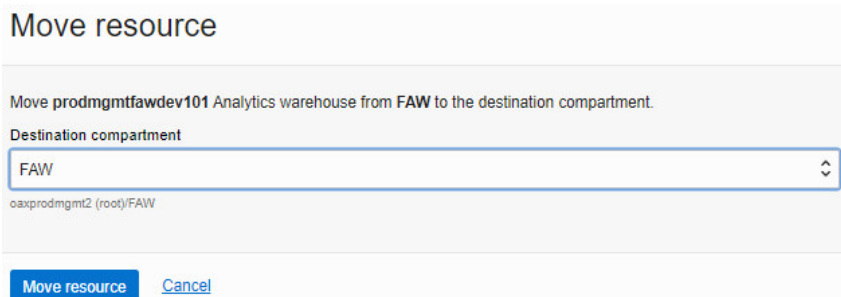 Move resource
Move prodmgmtfawdev101 Analytics warehouse from FAW to the destination compartment.
Destination compartment
FAW
oaxprodmgmt2 (root)/FAW
Move resource
Cancel